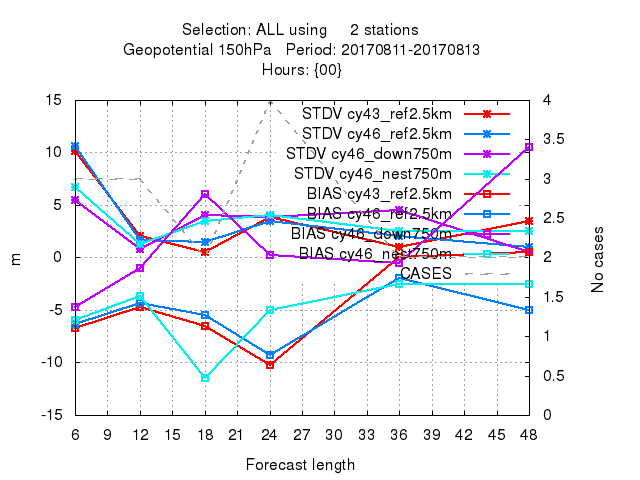 Selection: ALL using 2 stations
Geopotential 150hPa Period: 20170811-20170813
Hours: {00}
STDV cy43_ref2.5km
STDV cy46_ref2.5km
STDV cy46_down750m
STDV cy46_nest750m
BIAS cy43_ref2.5km
BIAS cy46_ref2.5km
BIAS cy46_down750m
BIAS cy46_nest750m
CASES
15
10
5
0
-5
-10
-15
m
4
3.5
3
2.5
2
1.5
1
0.5
0
No cases
6 9 12 15 18 21 24 27 30 33 36 39 42 45 48
Forecast length